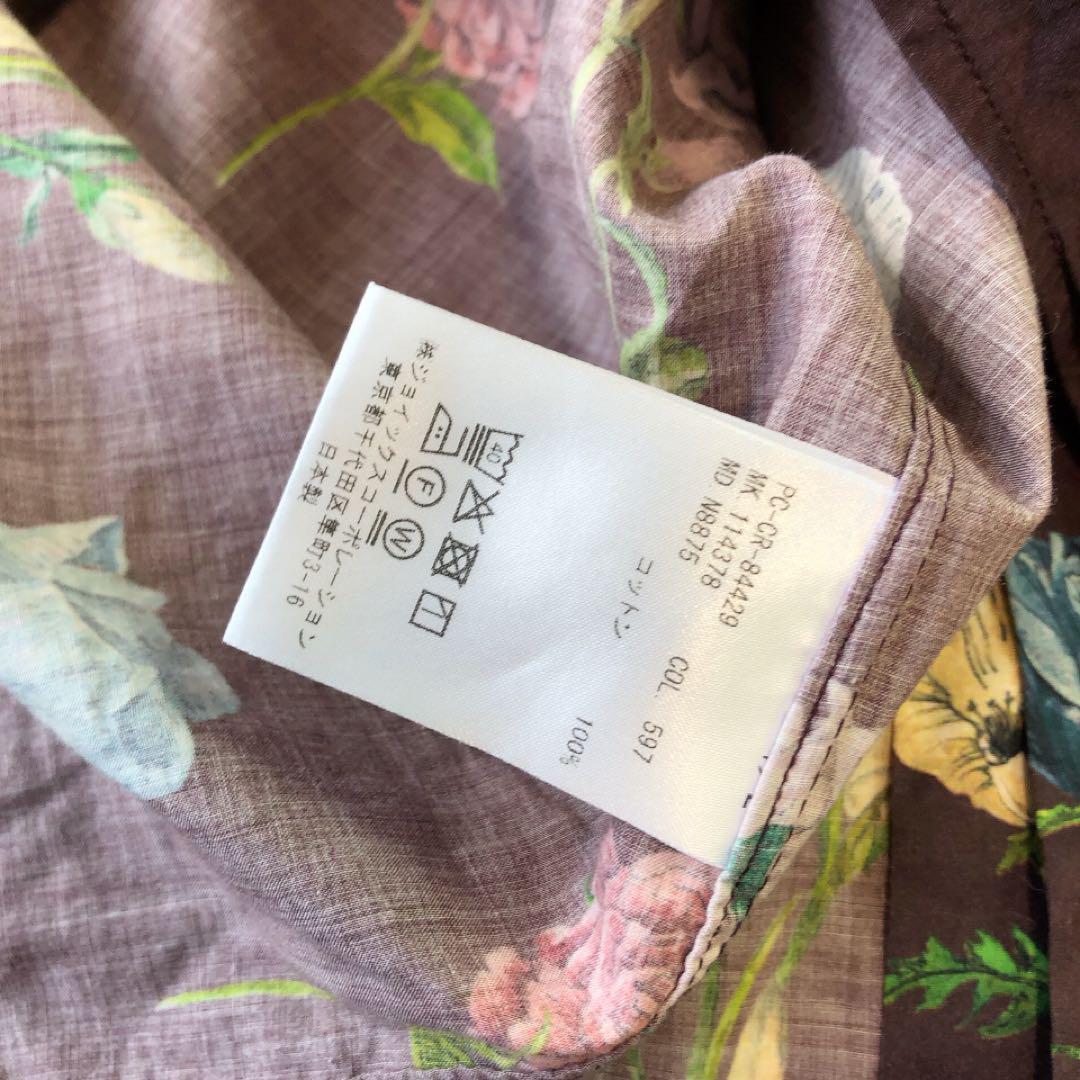 PC-CR-84429
MK 114378 COL. 597
MD N8875
コットン 100%
40
F W
株ジョイックスコーポレーション
東京都千代田区隼町3-16
日本製